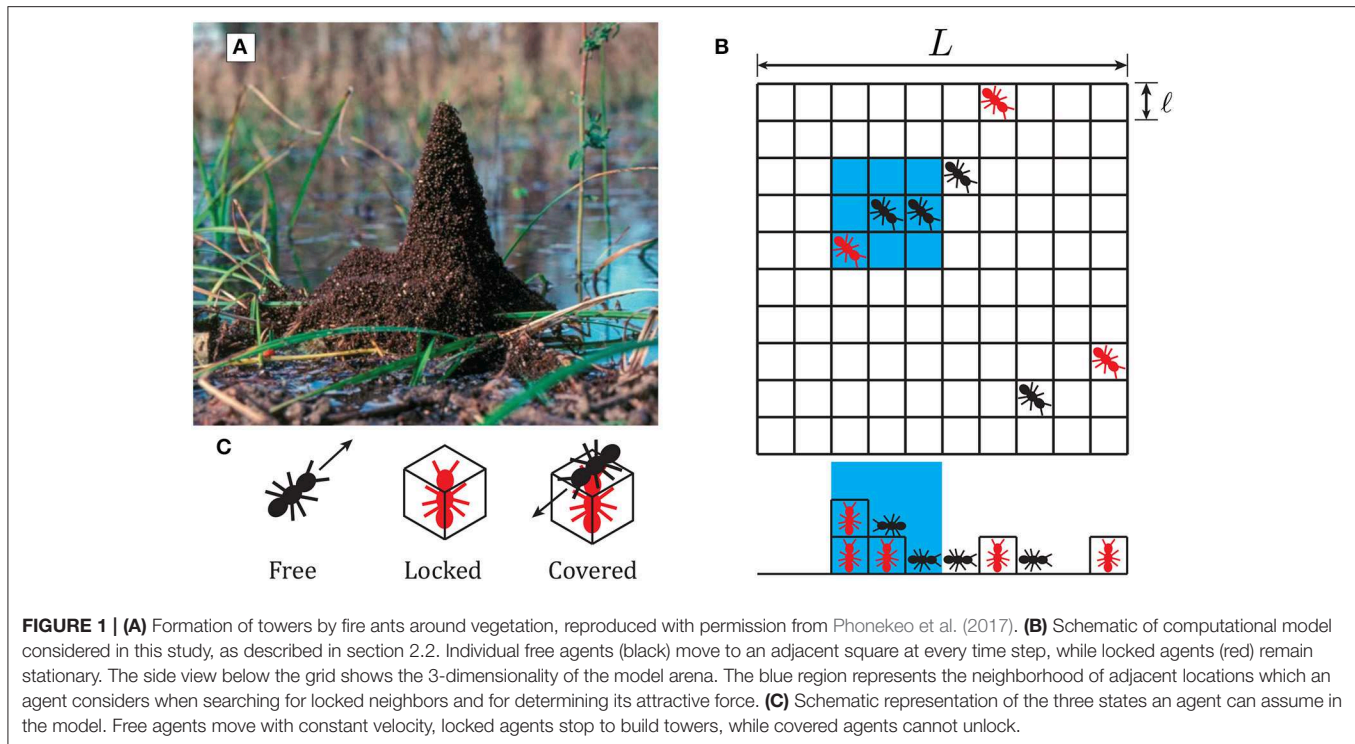 A
B
L
ℓ
C
Free
Locked
Covered
FIGURE 1 | (A) Formation of towers by fire ants around vegetation, reproduced with permission from Phonekeo et al. (2017). (B) Schematic of computational model
considered in this study, as described in section 2.2. Individual free agents (black) move to an adjacent square at every time step, while locked agents (red) remain
stationary. The side view below the grid shows the 3-dimensionality of the model arena. The blue region represents the neighborhood of adjacent locations which an
agent considers when searching for locked neighbors and for determining its attractive force. (C) Schematic representation of the three states an agent can assume in
the model. Free agents move with constant velocity, locked agents stop to build towers, while covered agents cannot unlock.